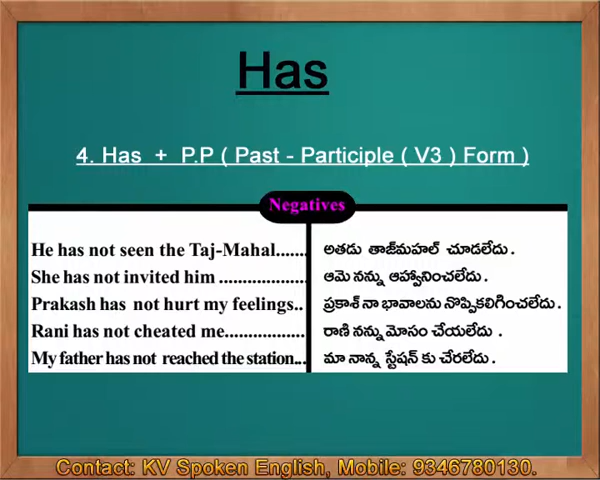 Has
4. Has + P.P ( Past - Participle ( V3 ) Form )
Negatives
He has not seen the Taj-Mahal....... అతడు తాజ్‌మహల్ చూడలేదు .
She has not invited him .................... ఆమె నన్ను ఆహ్వానించలేదు .
Prakash has not hurt my feelings.. ప్రకాశ్ నా భావాలను నొప్పికలిగించలేదు .
Rani has not cheated me.................. రాణి నన్ను మోసం చేయలేదు .
My father has not reached the station... మా నాన్న స్టేషన్ కు చేరలేదు .
Contact: KV Spoken English, Mobile: 9346780130.